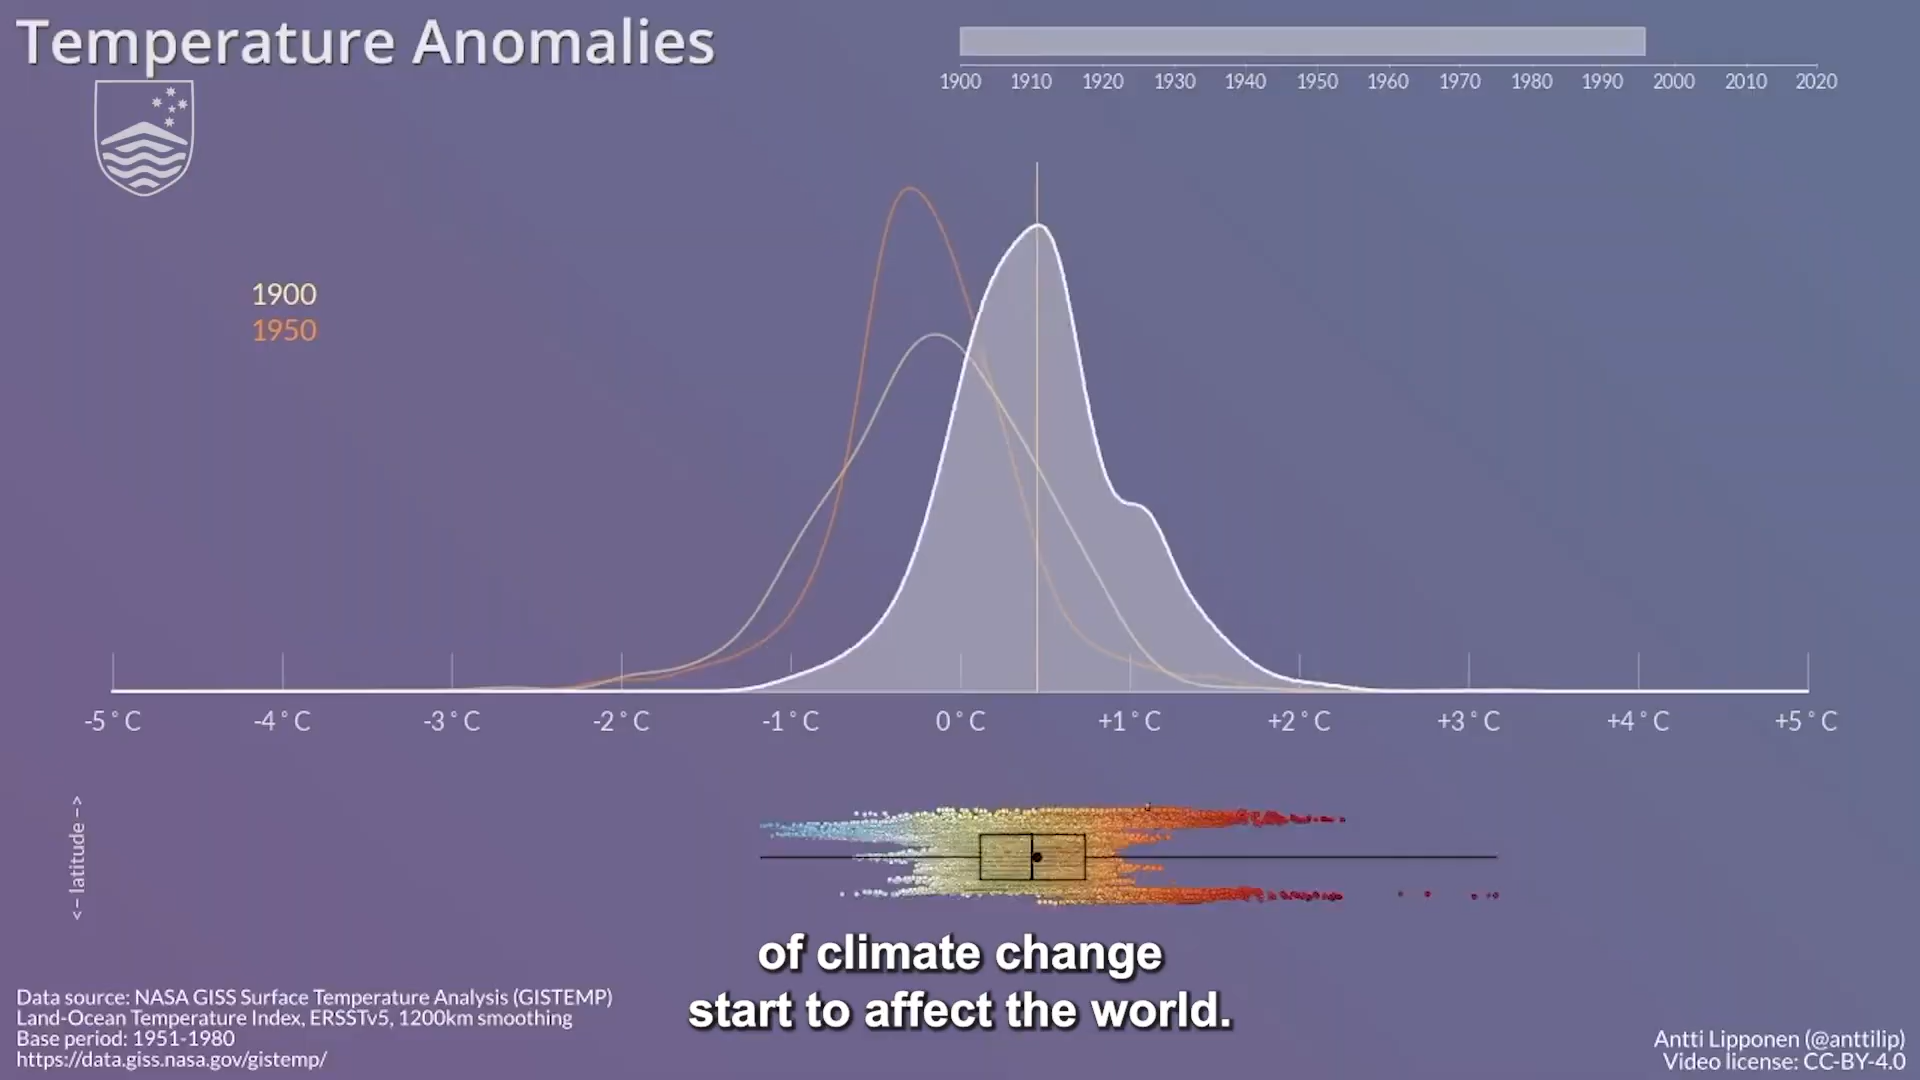 Temperature Anomalies
1900 1910 1920 1930 1940 1950 1960 1970 1980 1990 2000 2010 2020
1900
1950
-5°C -4°C -3°C -2°C -1°C 0°C +1°C +2°C +3°C +4°C +5°C
<-- latitude -->
of climate change
start to affect the world.
Data source: NASA GISS Surface Temperature Analysis (GISTEMP)
Land-Ocean Temperature Index, ERSSTv5, 1200km smoothing
Base period: 1951-1980
https://data.giss.nasa.gov/gistemp/
Antti Lipponen (@anttilip)
Video license: CC-BY-4.0